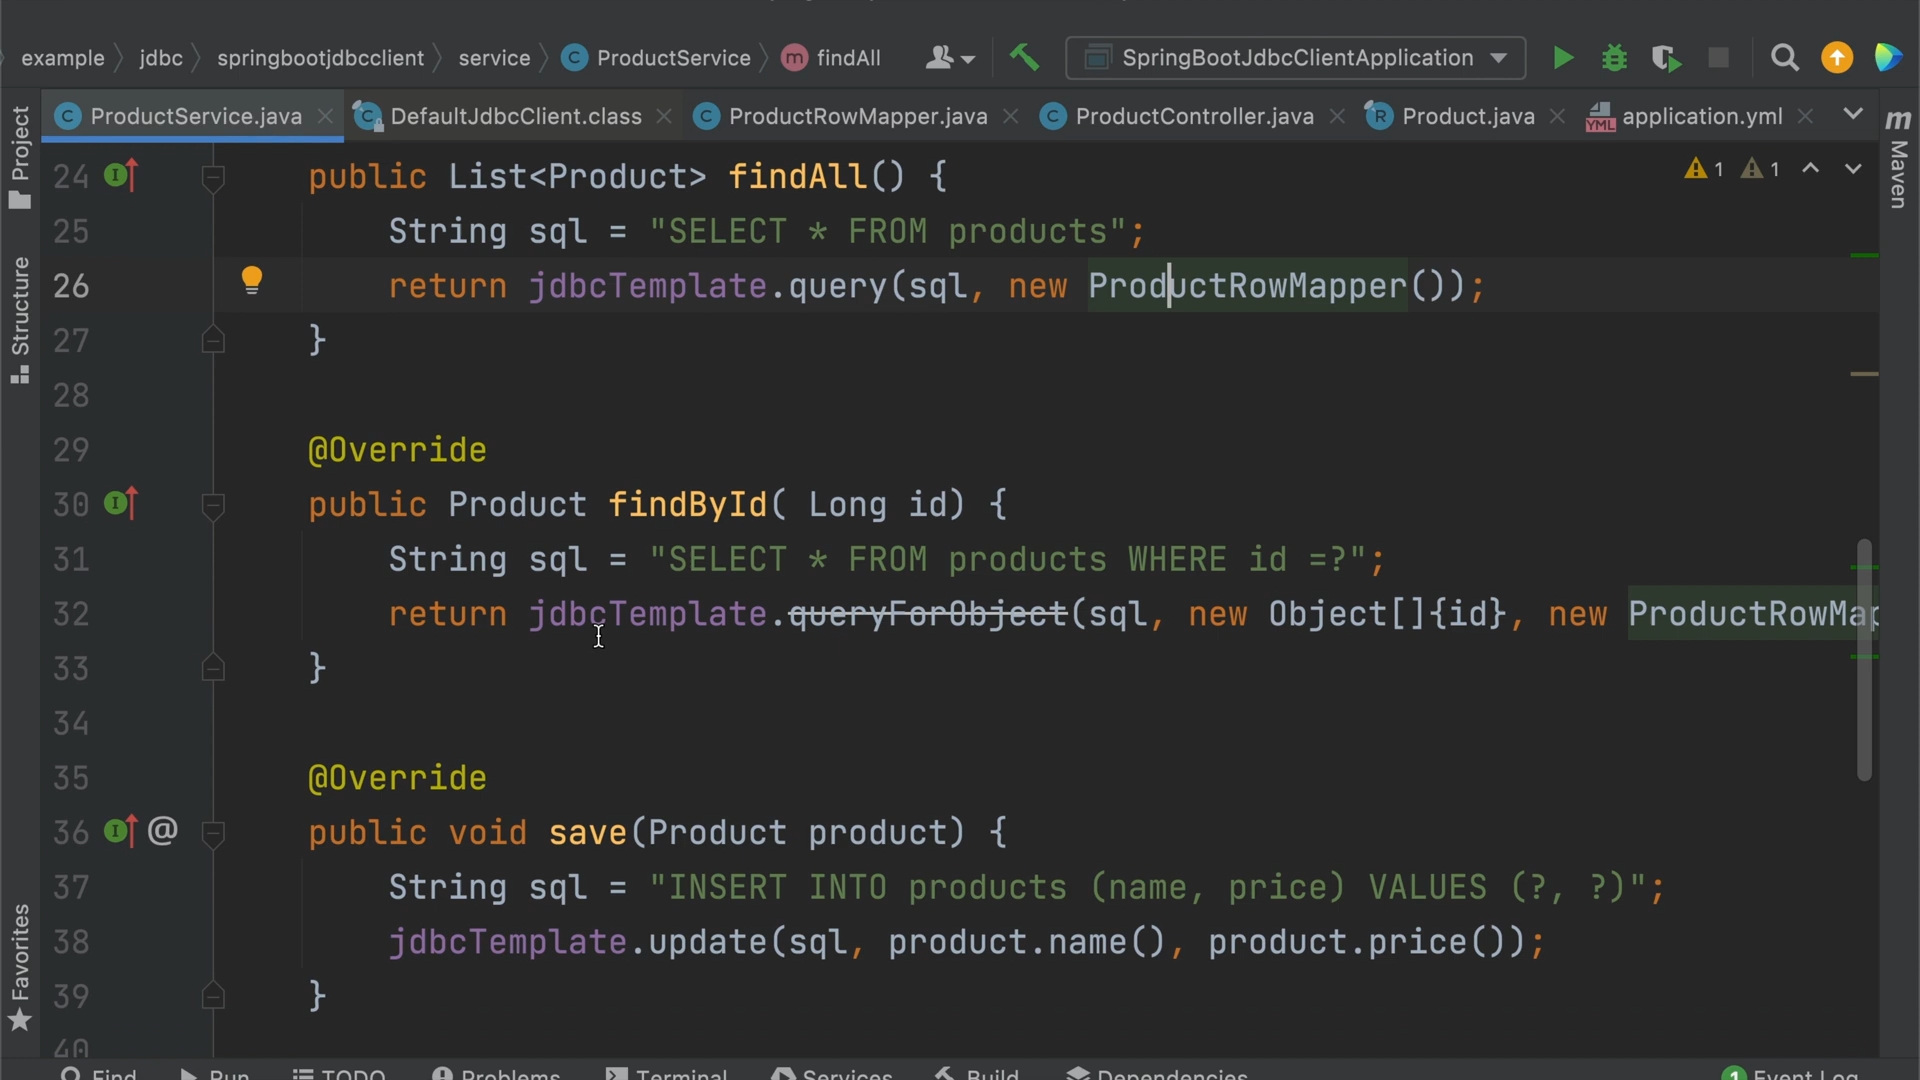 example jdbc springbootjdbcclient service ProductService findAll SpringBootJdbcClientApplication
ProductService.java DefaultJdbcClient.class ProductRowMapper.java ProductController.java Product.java application.yml
Project
Structure
Favorites
m Maven
1 1
24 public List<Product> findAll() {
25 String sql = "SELECT * FROM products";
26 return jdbcTemplate.query(sql, new ProductRowMapper());
27 }
28
29 @Override
30 public Product findById( Long id) {
31 String sql = "SELECT * FROM products WHERE id =?";
32 return jdbcTemplate.queryForObject(sql, new Object[]{id}, new ProductRowMap
33 }
34
35 @Override
36 @ public void save(Product product) {
37 String sql = "INSERT INTO products (name, price) VALUES (?, ?)";
38 jdbcTemplate.update(sql, product.name(), product.price());
39 }
40
Find Run TODO Problems Terminal Services Build Dependencies 1 Event Log